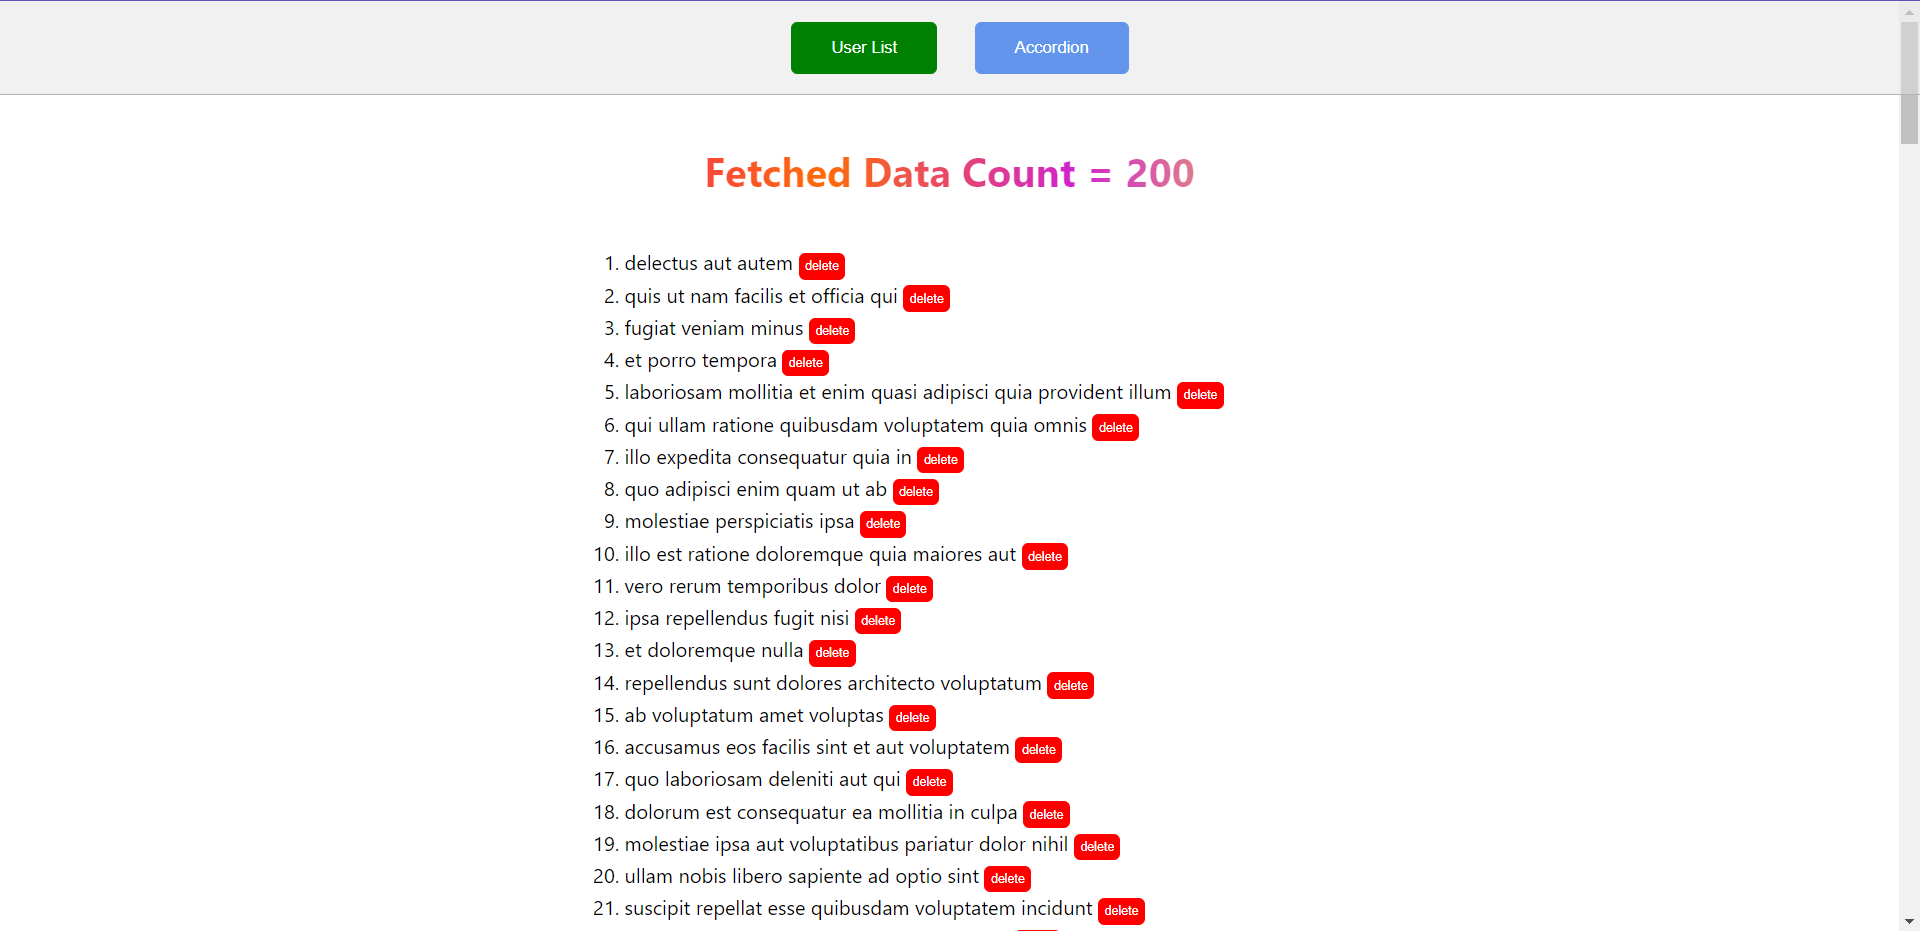 User List Accordion
Fetched Data Count = 200
1. delectus aut autem delete
2. quis ut nam facilis et officia qui delete
3. fugiat veniam minus delete
4. et porro tempora delete
5. laboriosam mollitia et enim quasi adipisci quia provident illum delete
6. qui ullam ratione quibusdam voluptatem quia omnis delete
7. illo expedita consequatur quia in delete
8. quo adipisci enim quam ut ab delete
9. molestiae perspiciatis ipsa delete
10. illo est ratione doloremque quia maiores aut delete
11. vero rerum temporibus dolor delete
12. ipsa repellendus fugit nisi delete
13. et doloremque nulla delete
14. repellendus sunt dolores architecto voluptatum delete
15. ab voluptatum amet voluptas delete
16. accusamus eos facilis sint et aut voluptatem delete
17. quo laboriosam deleniti aut qui delete
18. dolorum est consequatur ea mollitia in culpa delete
19. molestiae ipsa aut voluptatibus pariatur dolor nihil delete
20. ullam nobis libero sapiente ad optio sint delete
21. suscipit repellat esse quibusdam voluptatem incidunt delete